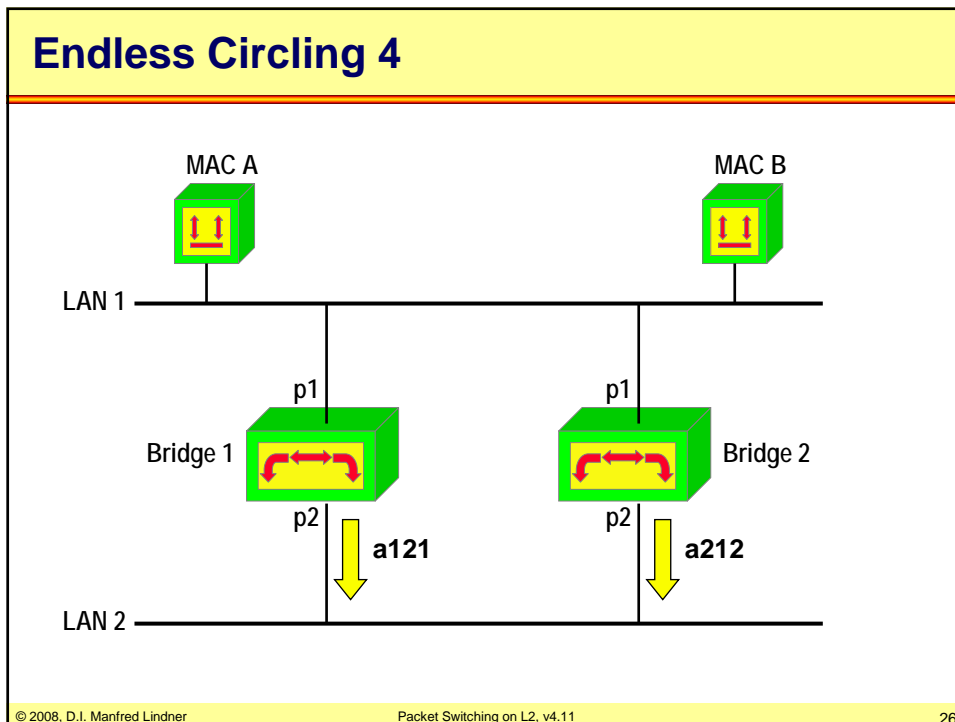 Endless Circling 4
MAC A
MAC B
LAN 1
p1
p1
Bridge 1
Bridge 2
p2
p2
a121
a212
LAN 2
© 2008, D.I. Manfred Lindner
Packet Switching on L2, v4.11
26